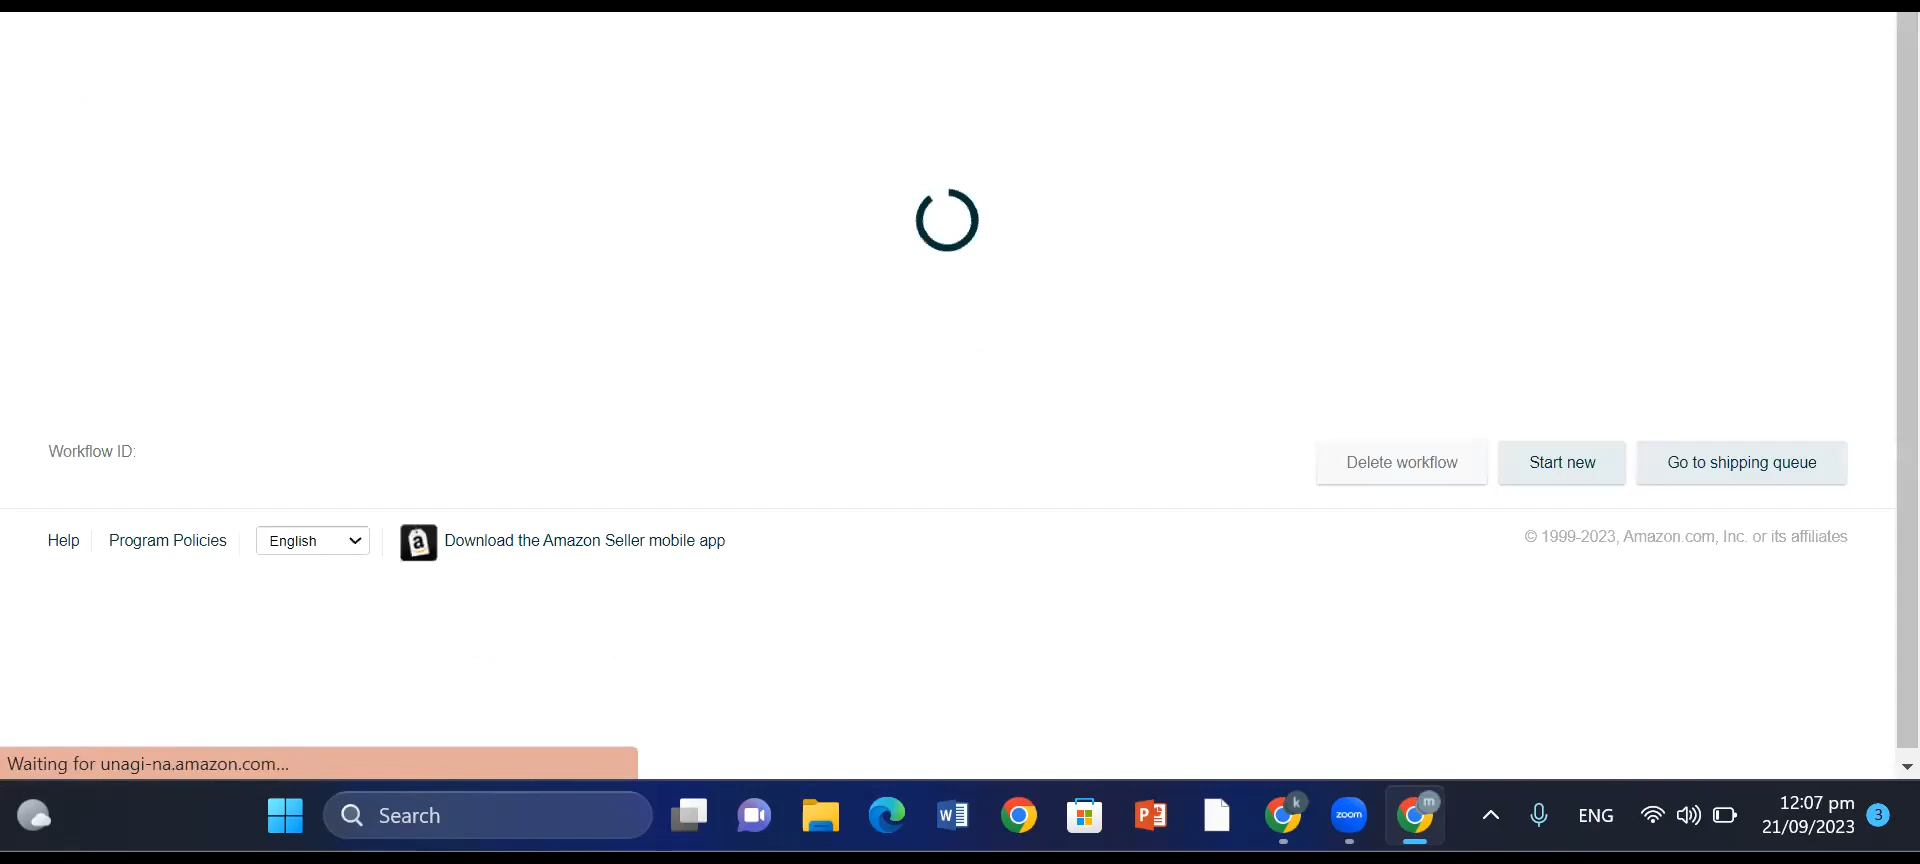 Workflow ID:
Delete workflow
Start new
Go to shipping queue
Help
Program Policies
English
a
Download the Amazon Seller mobile app
© 1999-2023, Amazon.com, Inc. or its affiliates
Waiting for unagi-na.amazon.com...
Search
W
P
k
zoom
m
ENG
12:07 pm
21/09/2023
3